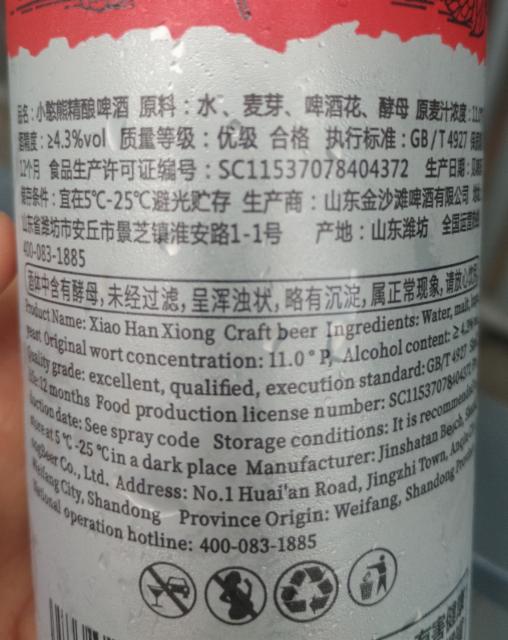 品名：小憨熊精酿啤酒 原料：水、麦芽、啤酒花、酵母 原麦汁浓度：11.0°
酒精度：≥4.3%vol 质量等级：优级 合格 执行标准：GB/T4927
12个月 食品生产许可证编号：SC11537078404372 生产日期：
储存条件：宜在5℃-25℃避光贮存 生产商：山东金沙滩啤酒有限公司
山东省潍坊市安丘市景芝镇淮安路1-1号 产地：山东潍坊 全国运营热线
400-083-1885
酒体中含有酵母，未经过滤，呈浑浊状，略有沉淀，属正常现象，请放心饮
Product Name: Xiao Han Xiong Craft beer Ingredients: Water, malt,
yeast Original wort concentration: 11.0°P, Alcohol content: ≥4.3%
Quality grade: excellent, qualified, execution standard: GB/T 4927
life: 12 months Food production license number: SC11537078404372
duction date: See spray code Storage conditions: It is recommended
store at 5℃-25℃ in a dark place Manufacturer: Jinshatan Beach,
ongBeer Co., Ltd. Address: No.1 Huai'an Road, Jingzhi Town,
Weifang City, Shandong Province Origin: Weifang, Shandong
National operation hotline: 400-083-1885